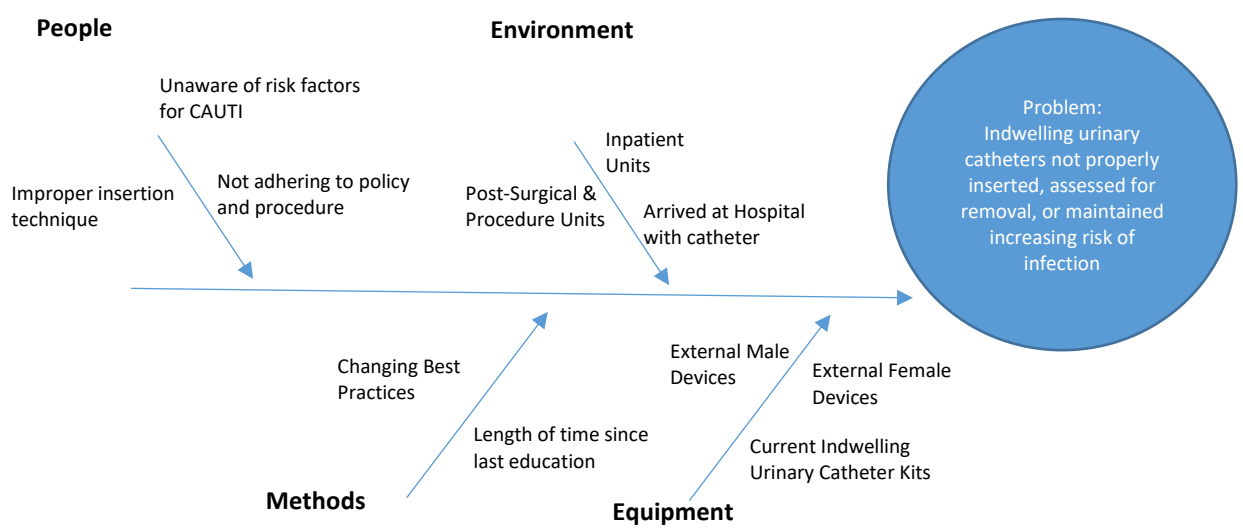 People
Environment
Unaware of risk factors
for CAUTI
Improper insertion
technique
Not adhering to policy
and procedure
Inpatient
Units
Post-Surgical &
Procedure Units
Arrived at Hospital
with catheter
Problem:
Indwelling urinary
catheters not properly
inserted, assessed for
removal, or maintained
increasing risk of
infection
Changing Best
Practices
Length of time since
last education
Methods
External Male
Devices
External Female
Devices
Current Indwelling
Urinary Catheter Kits
Equipment